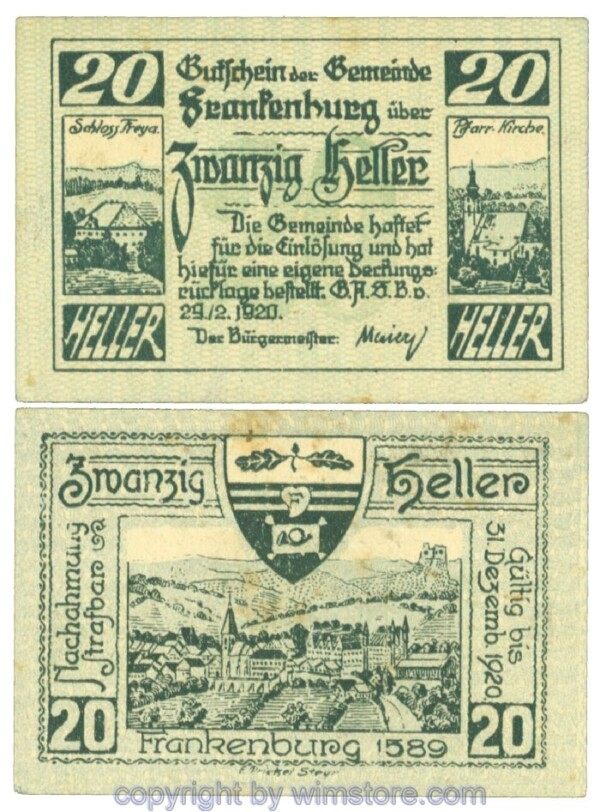 20
Gutschein der Gemeinde
Frankenburg über
Zwanzig Heller
20
Schloss Freya.
Pfarr-Kirche.
Die Gemeinde haftet
für die Einlösung und hat
hiefür eine eigene Deckungs-
rücklage bestellt. G.A.S.B.v.
29./2. 1920.
Der Bürgermeister:
HELLER
HELLER
Zwanzig
Heller
Nachahmung
strafbar
Gültig bis
31. Dezemb. 1920
20
Frankenburg 1589
20
copyright by wimstore.com